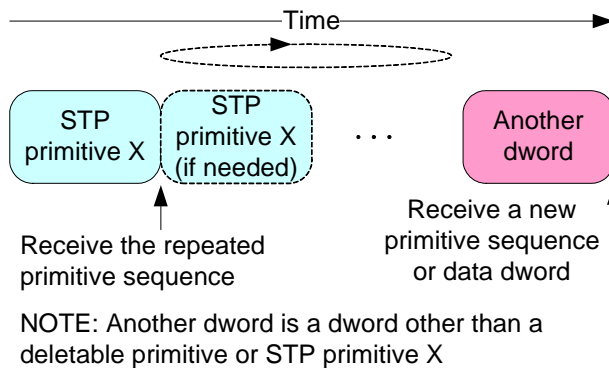 Time
STP
primitive X
STP
primitive X
(if needed)
. . .
Another
dword
Receive the repeated
primitive sequence
Receive a new
primitive sequence
or data dword
NOTE: Another dword is a dword other than a
deletable primitive or STP primitive X